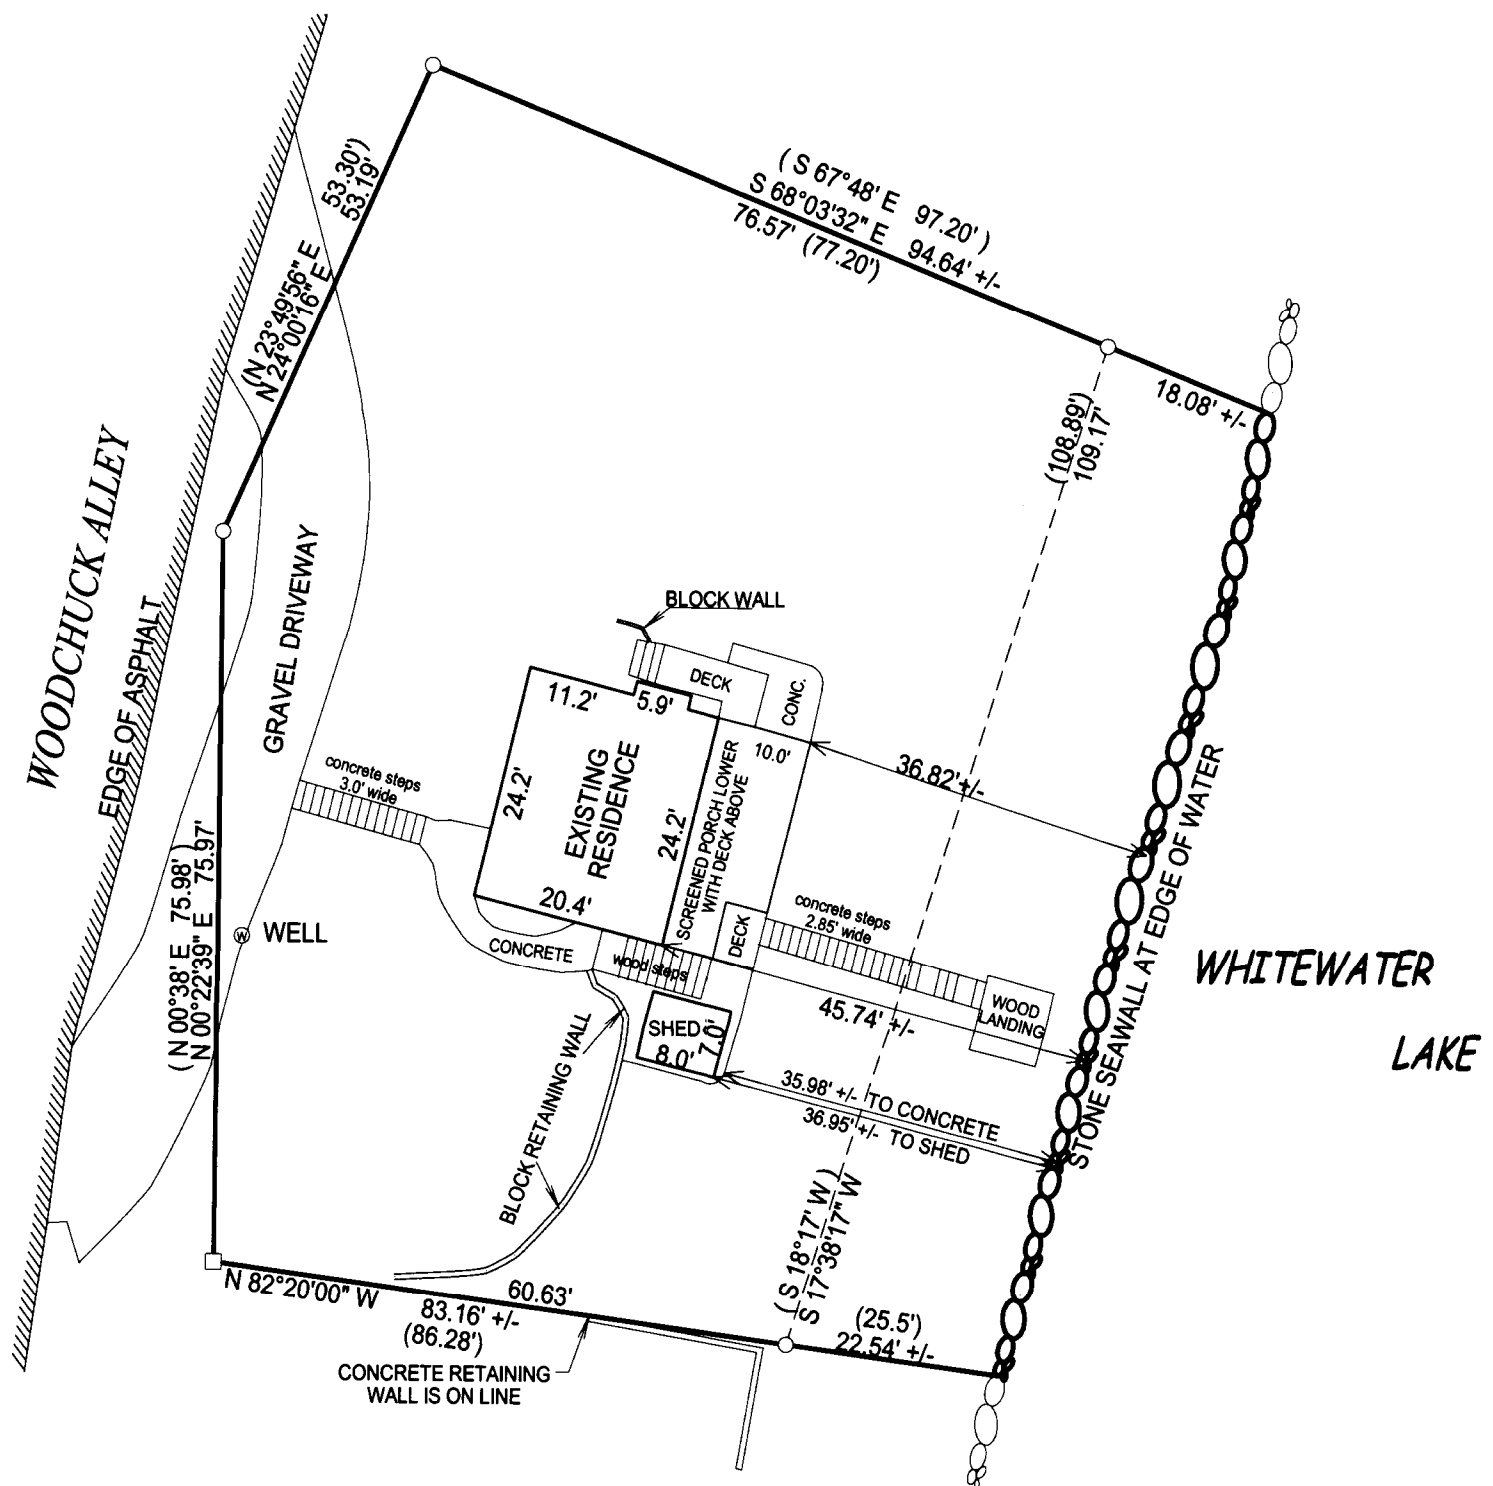 53.30')
53.19'
(N 23°49'56" E
N 24°00'16" E
( S 67°48' E 97.20' )
S 68°03'32" E 94.64' +/-
76.57' (77.20')
18.08' +/-
(108.89')
109.17'
WOODCHUCK ALLEY
EDGE OF ASPHALT
GRAVEL DRIVEWAY
BLOCK WALL
DECK
CONC.
11.2'
5.9'
10.0'
24.2'
EXISTING
RESIDENCE
24.2'
20.4'
SCREENED PORCH LOWER
WITH DECK ABOVE
36.82'+/-
concrete steps
3.0' wide
( N 00°38' E 75.98' )
N 00°22'39" E 75.97'
W
WELL
CONCRETE
wood steps
DECK
concrete steps
2.85' wide
WOOD
LANDING
45.74' +/-
STONE SEAWALL AT EDGE OF WATER
WHITEWATER
LAKE
SHED
7.0'
8.0'
35.98' +/- TO CONCRETE
36.95' +/- TO SHED
BLOCK RETAINING WALL
( S 18°17' W )
S 17°38'17" W
N 82°20'00" W
60.63'
83.16' +/-
(86.28')
(25.5')
22.54' +/-
CONCRETE RETAINING
WALL IS ON LINE